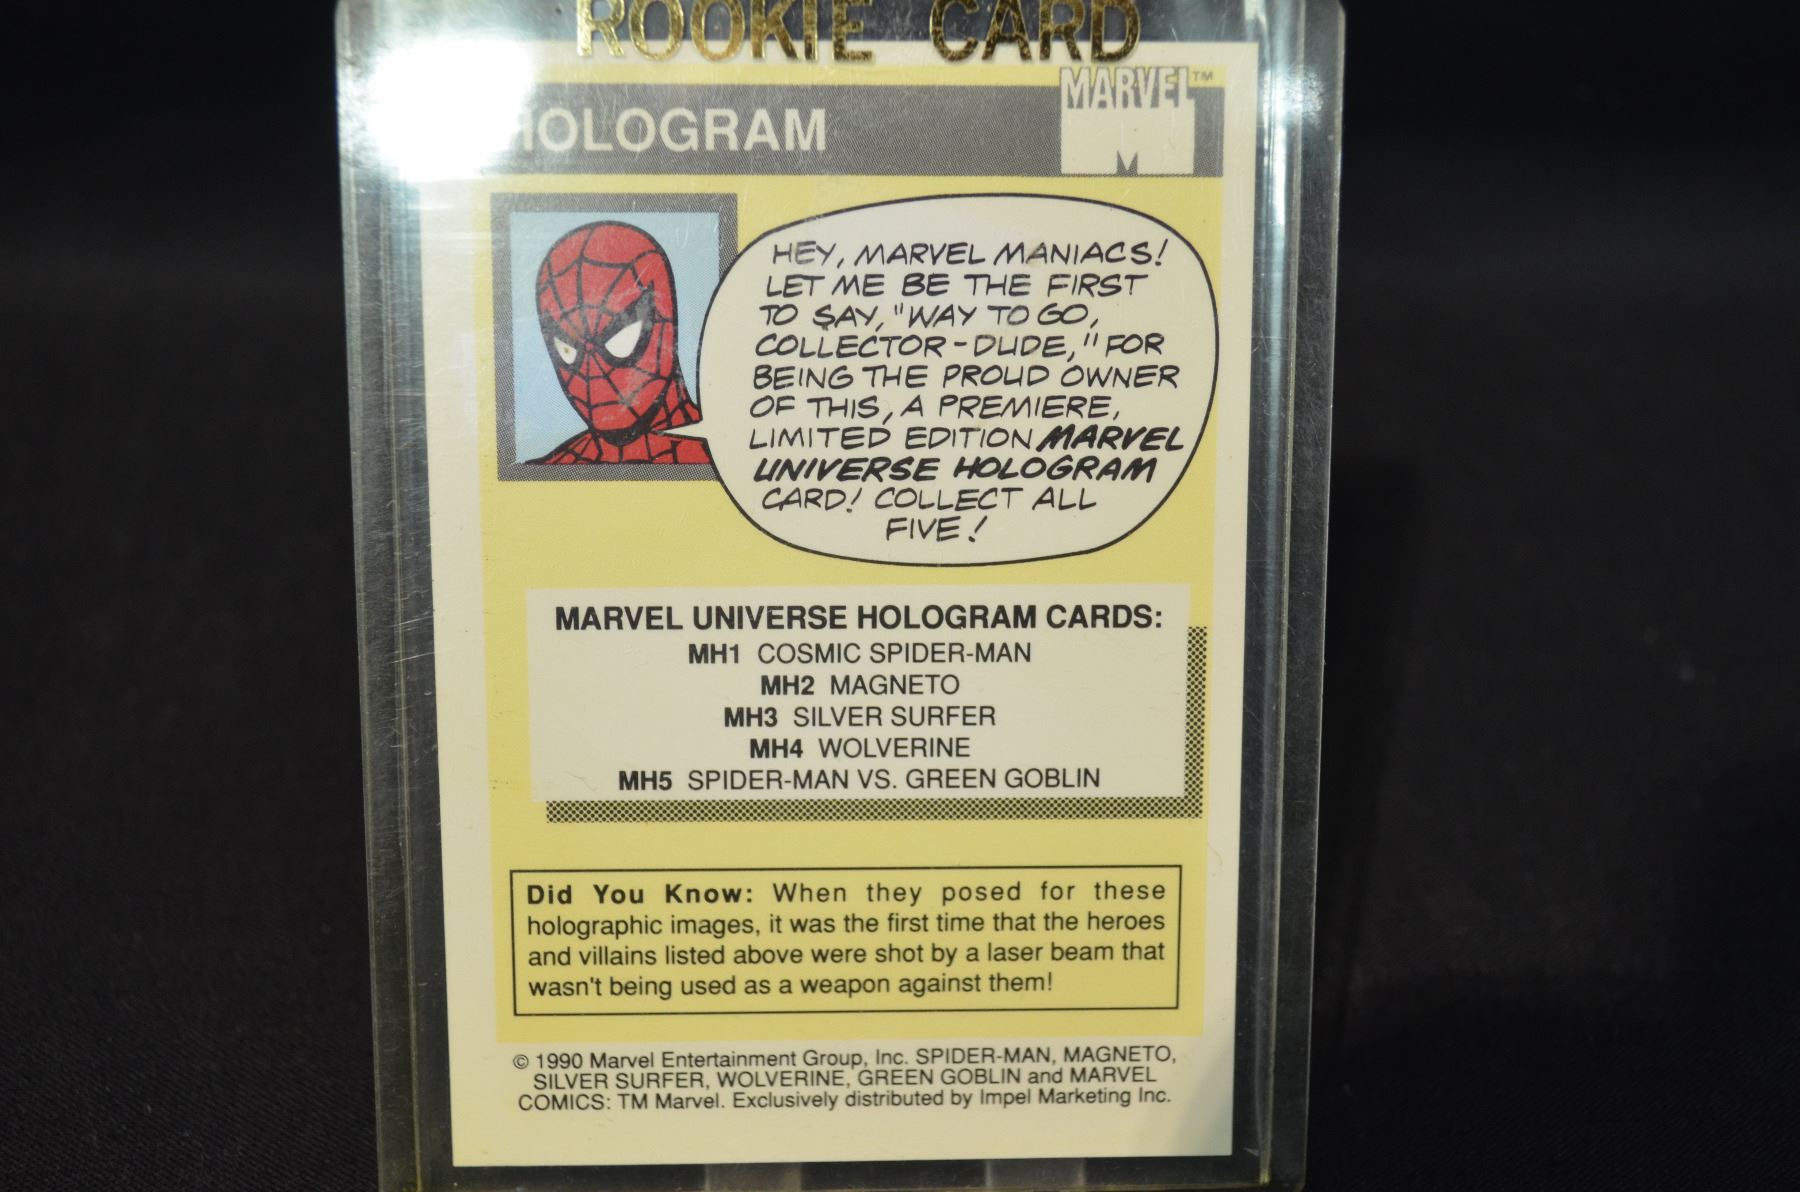 ROOKIE CARD
HOLOGRAM
MARVEL™
HEY, MARVEL MANIACS!
LET ME BE THE FIRST
TO SAY, "WAY TO GO,
COLLECTOR-DUDE," FOR
BEING THE PROUD OWNER
OF THIS, A PREMIERE,
LIMITED EDITION MARVEL
UNIVERSE HOLOGRAM
CARD! COLLECT ALL
FIVE!
MARVEL UNIVERSE HOLOGRAM CARDS:
MH1 COSMIC SPIDER-MAN
MH2 MAGNETO
MH3 SILVER SURFER
MH4 WOLVERINE
MH5 SPIDER-MAN VS. GREEN GOBLIN
Did You Know: When they posed for these
holographic images, it was the first time that the heroes
and villains listed above were shot by a laser beam that
wasn't being used as a weapon against them!
© 1990 Marvel Entertainment Group, Inc. SPIDER-MAN, MAGNETO,
SILVER SURFER, WOLVERINE, GREEN GOBLIN and MARVEL
COMICS: TM Marvel. Exclusively distributed by Impel Marketing Inc.